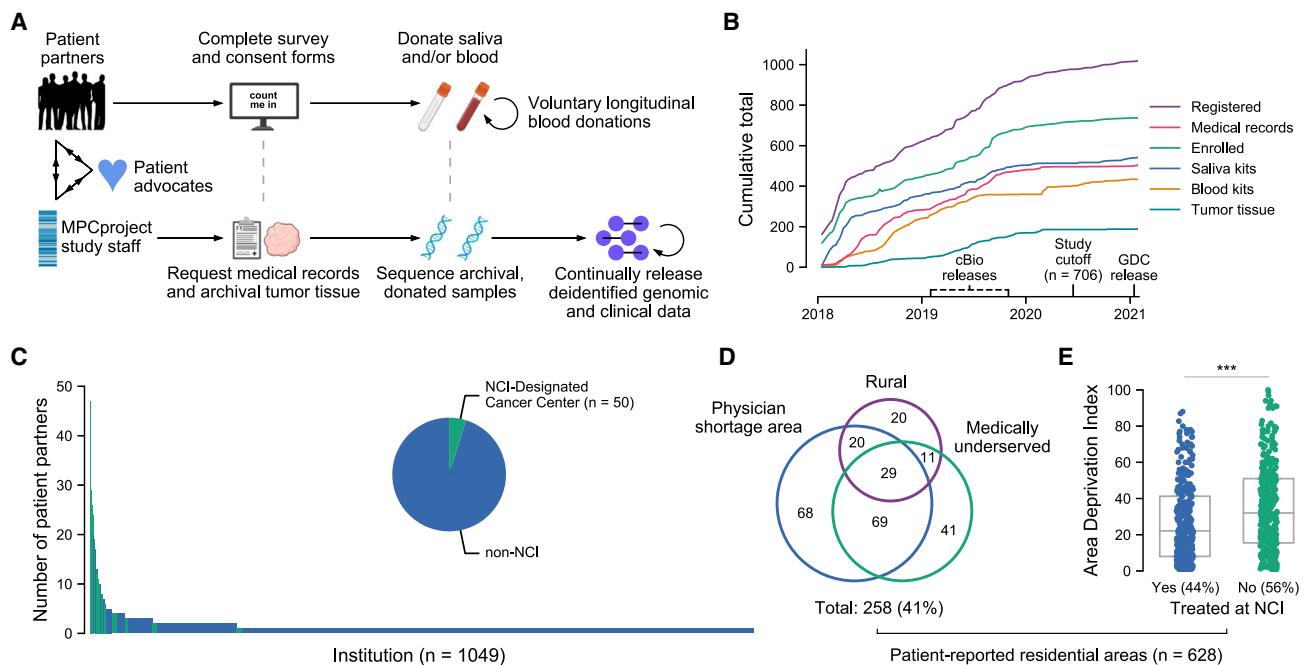 A
Patient
partners
Complete survey
and consent forms
Donate saliva
and/or blood
count
me in
Voluntary longitudinal
blood donations
Patient
advocates
MPCproject
study staff
Request medical records
and archival tumor tissue
Sequence archival,
donated samples
Continually release
deidentified genomic
and clinical data
B
Cumulative total
1000
800
600
400
200
0
2018
2019
2020
2021
cBio
releases
Study
cutoff
(n = 706)
GDC
release
Registered
Medical records
Enrolled
Saliva kits
Blood kits
Tumor tissue
C
Number of patient partners
50
40
30
20
10
0
Institution (n = 1049)
NCI-Designated
Cancer Center (n = 50)
non-NCI
D
Rural
Physician
shortage area
Medically
underserved
20
20
11
29
68
69
41
Total: 258 (41%)
E
***
Area Deprivation Index
100
80
60
40
20
0
Yes (44%)
No (56%)
Treated at NCI
Patient-reported residential areas (n = 628)